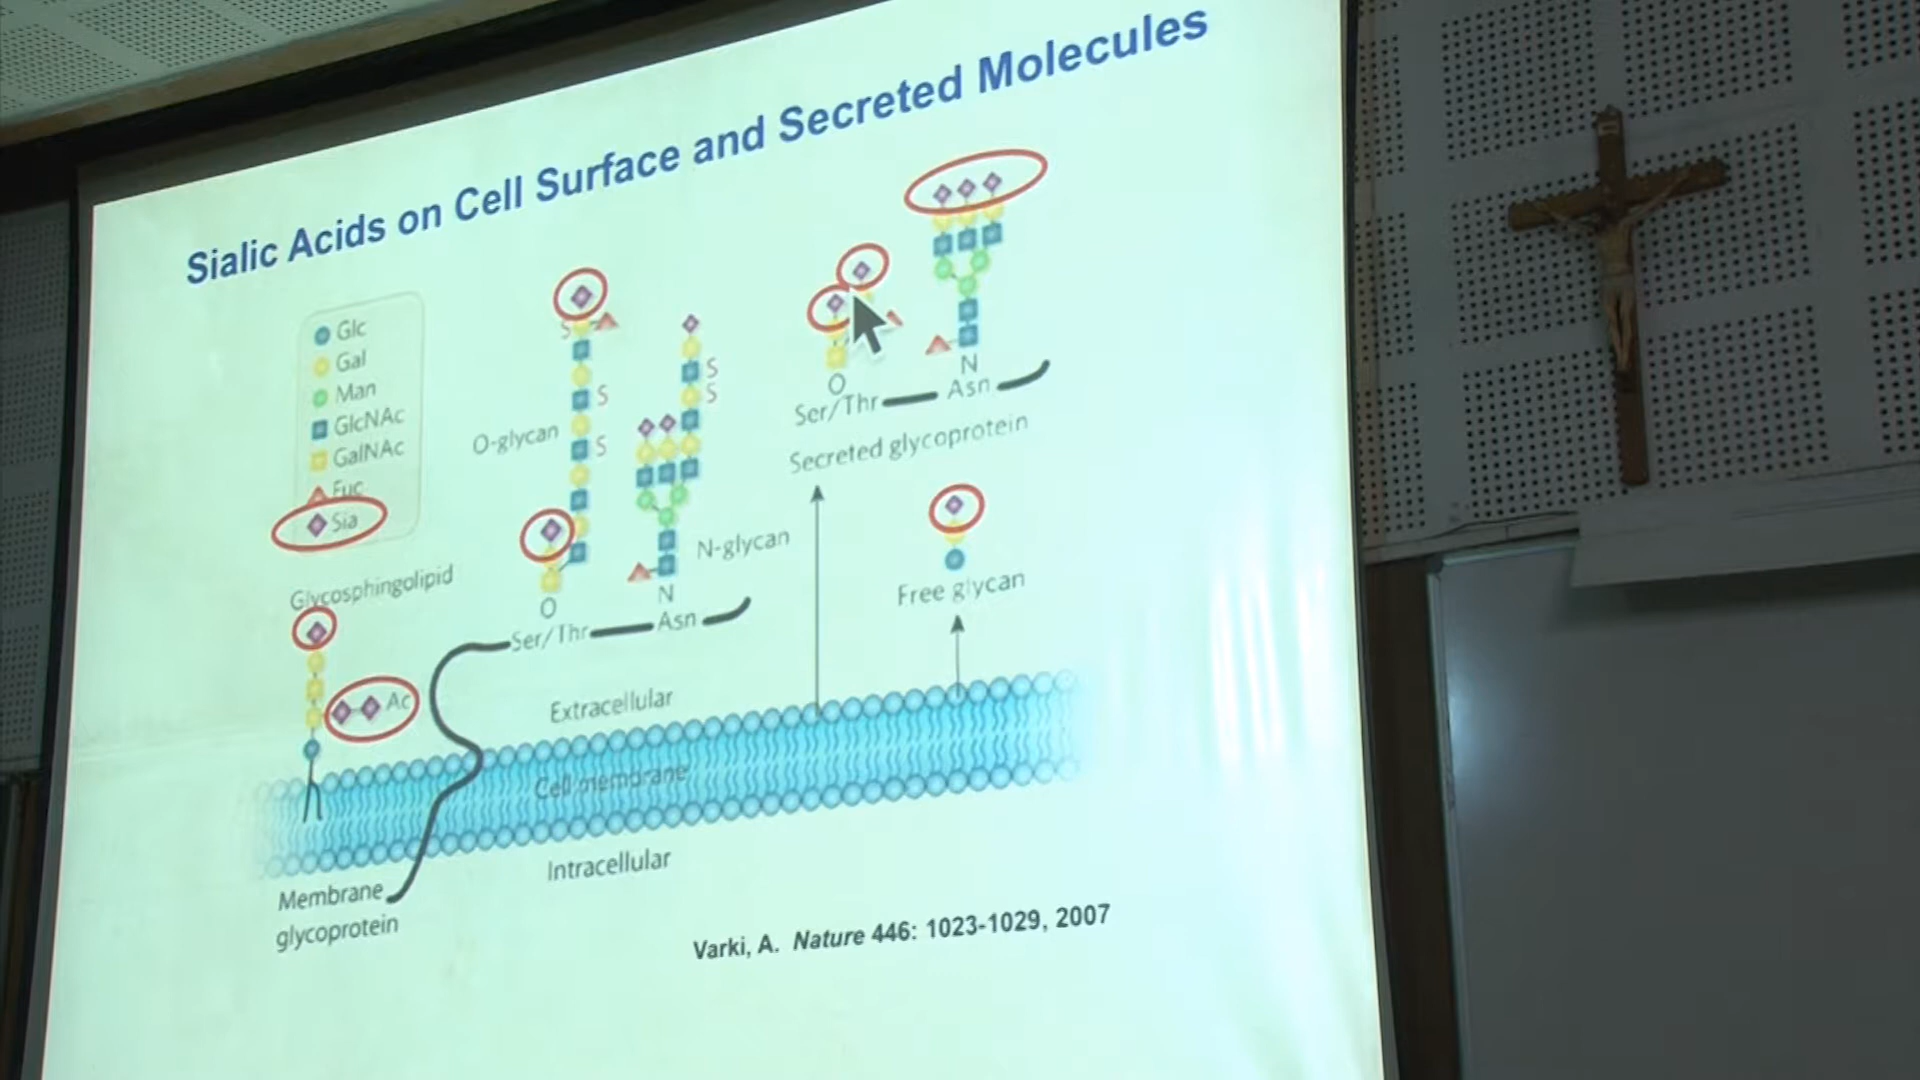 Sialic Acids on Cell Surface and Secreted Molecules
Glc
Gal
Man
GlcNAc
GalNAc
Fuc
Sia
Glycosphingolipid
Ac
O-glycan
S
S
S
O
Ser/Thr
S
S
N-glycan
N
Asn
O
Ser/Thr
N
Asn
Secreted glycoprotein
Free glycan
Extracellular
Cell membrane
Intracellular
Membrane
glycoprotein
Varki, A. Nature 446: 1023-1029, 2007